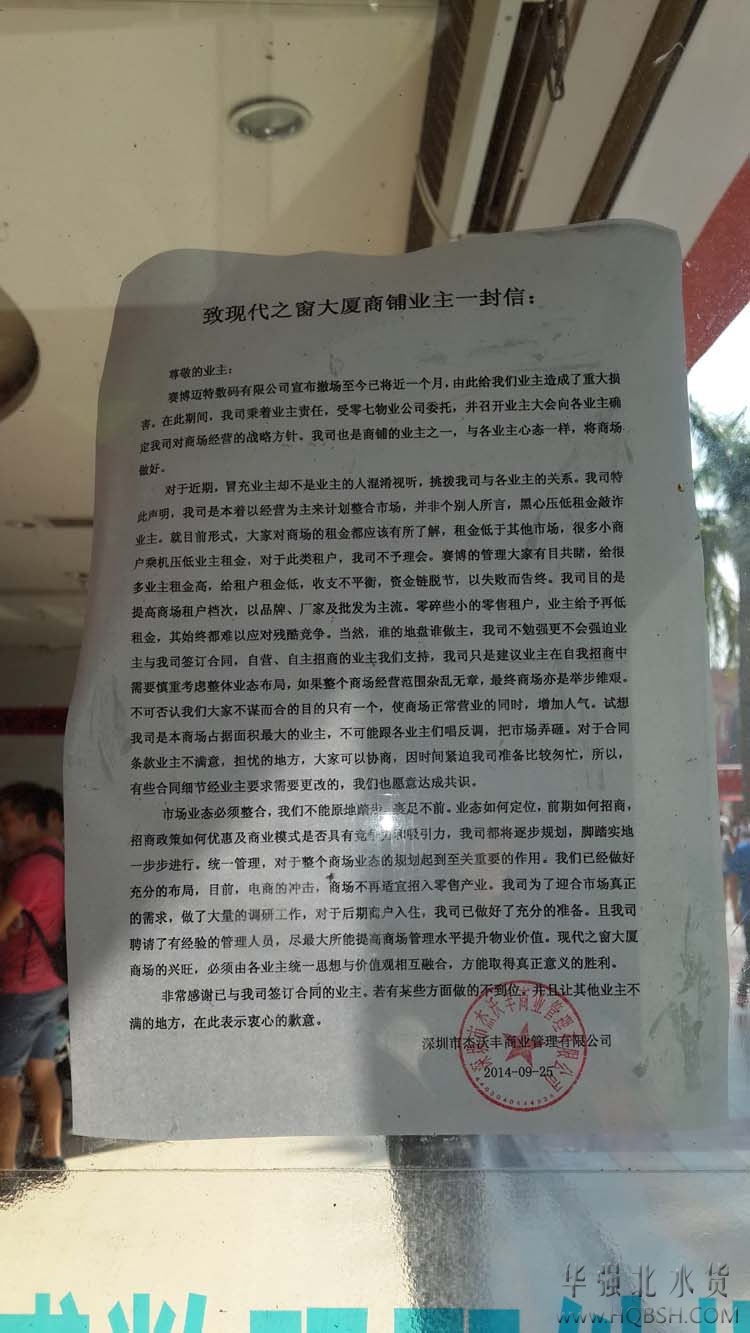 致现代之窗大厦商铺业主一封信：
尊敬的业主：
赛博迈特数码有限公司宣布撤场至今已将近一个月，由此给我们业主造成了重大损
害。在此期间，我司秉着业主责任，受零七物业公司委托，并召开业主大会向各业主确
定我司对商场经营的战略方针。我司也是商铺的业主之一，与各业主心态一样，将商场
做好。
对于近期，冒充业主却不是业主的人混淆视听，挑拨我司与各业主的关系。我司特
此声明，我司是本着以经营为主来计划整合市场，并非个别人所言，黑心压低租金敲诈
业主。就目前形式，大家对商场的租金都应该有所了解，租金低于其他市场，很多小商
户乘机压低业主租金，对于此类租户，我司不予理会。赛博的管理大家有目共睹，给很
多业主租金高，给租户租金低，收支不平衡，资金链脱节，以失败而告终。我司目的是
提高商场租户档次，以品牌、厂家及批发为主流。零碎些小的零售租户，业主给予再低
租金，其始终都难以应对残酷竞争。当然，谁的地盘谁做主，我司不勉强更不会强迫业
主与我司签订合同，自营、自主招商的业主我们支持，我司只是建议业主在自我招商中
需要慎重考虑整体业态布局，如果整个商场经营范围杂乱无章，最终商场亦是举步维艰。
不可否认我们大家不谋而合的目的只有一个，使商场正常营业的同时，增加人气。试想
我司是本商场占据面积最大的业主，不可能跟各业主们唱反调，把市场弄砸。对于合同
条款业主不满意，担忧的地方，大家可以协商，因时间紧迫我司准备比较匆忙，所以，
有些合同细节经业主要求需要更改的，我们也愿意达成共识。
市场业态必须整合，我们不能原地踏步，裹足不前。业态如何定位，前期如何招商，
招商政策如何优惠及商业模式是否具有竞争力和吸引力，我司都将逐步规划，脚踏实地
一步步进行。统一管理，对于整个商场业态的规划起到至关重要的作用。我们已经做好
充分的布局，目前，电商的冲击，商场不再适宜招入零售产业。我司为了迎合市场真正
的需求，做了大量的调研工作，对于后期商户入住，我司已做好了充分的准备。且我司
聘请了有经验的管理人员，尽最大所能提高商场管理水平提升物业价值。现代之窗大厦
商场的兴旺，必须由各业主统一思想与价值观相互融合，方能取得真正意义的胜利。
非常感谢已与我司签订合同的业主。若有某些方面做的不到位，并且让其他业主不
满的地方，在此表示衷心的歉意。
深圳市杰沃丰商业管理有限公司
2014-09-25
深圳市杰沃丰商业管理有限公司
华强北水货
WWW.HQBSH.COM